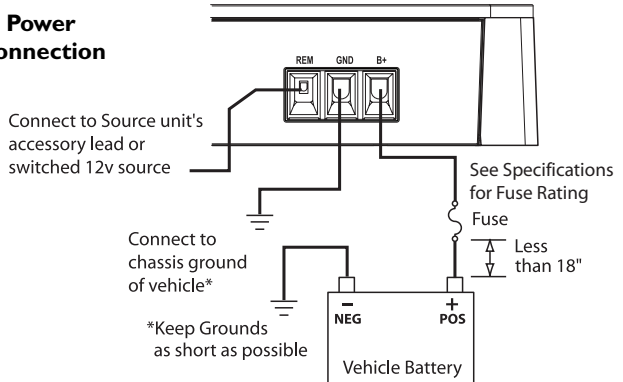 Power
onnection
REM GND B+
Connect to Source unit's
accessory lead or
switched 12v source
See Specifications
for Fuse Rating
Fuse
Less
than 18"
Connect to
chassis ground
of vehicle*
*Keep Grounds
as short as possible
− +
NEG POS
Vehicle Battery